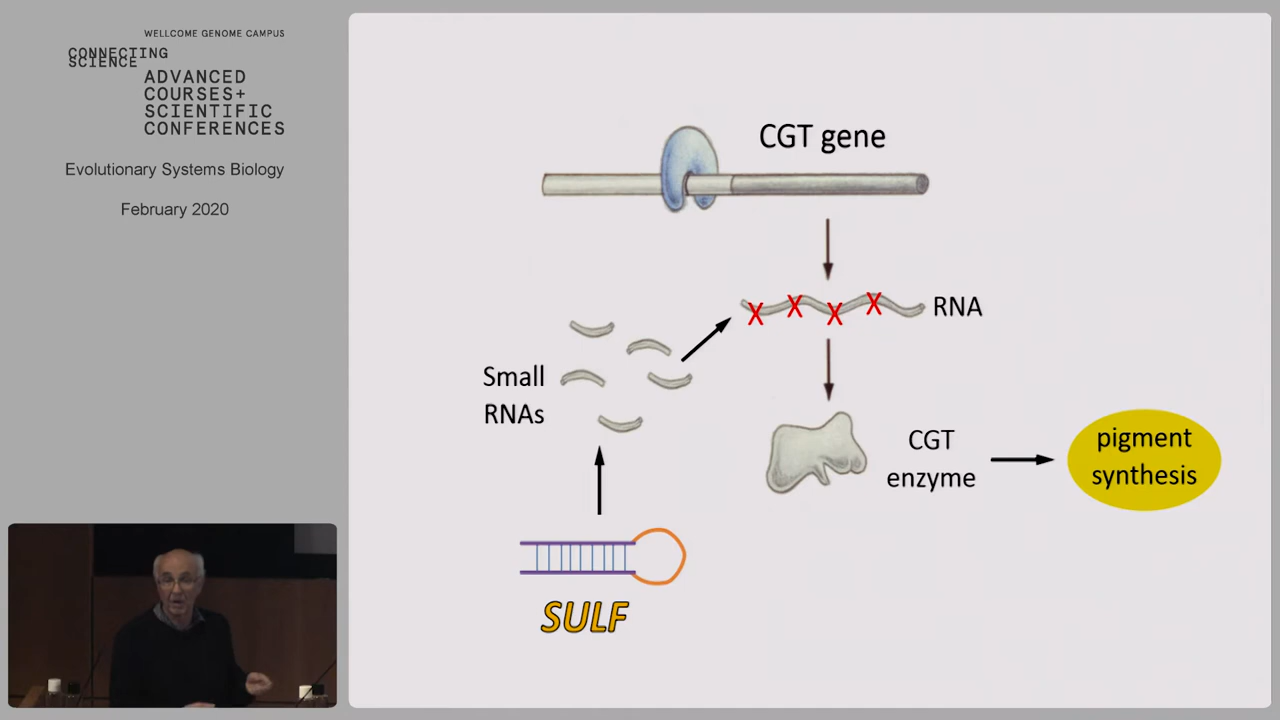 WELLCOME GENOME CAMPUS
CONNECTING
SCIENCE
ADVANCED
COURSES+
SCIENTIFIC
CONFERENCES
Evolutionary Systems Biology
February 2020
CGT gene
X X X X
RNA
Small
RNAs
CGT
enzyme
pigment
synthesis
SULF